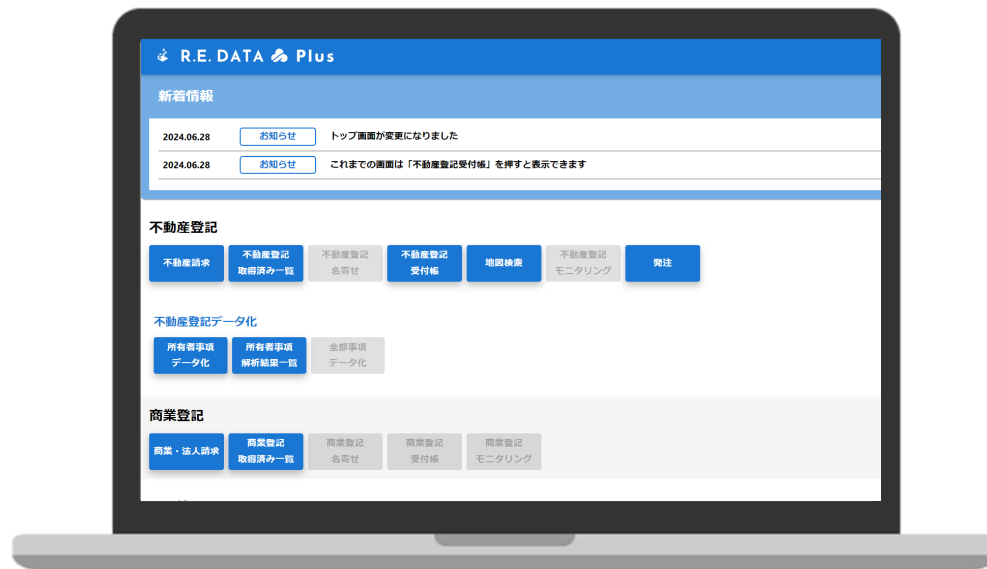 R.E. DATA Plus
新着情報
2024.06.28 お知らせ トップ画面が変更になりました
2024.06.28 お知らせ これまでの画面は「不動産登記受付帳」を押すと表示できます
不動産登記
不動産請求
不動産登記
取得済み一覧
不動産登記
名寄せ
不動産登記
受付帳
地図検索
不動産登記
モニタリング
発注
不動産登記データ化
所有者事項
データ化
所有者事項
解析結果一覧
全部事項
データ化
商業登記
商業・法人請求
商業登記
取得済み一覧
商業登記
名寄せ
商業登記
受付帳
商業登記
モニタリング